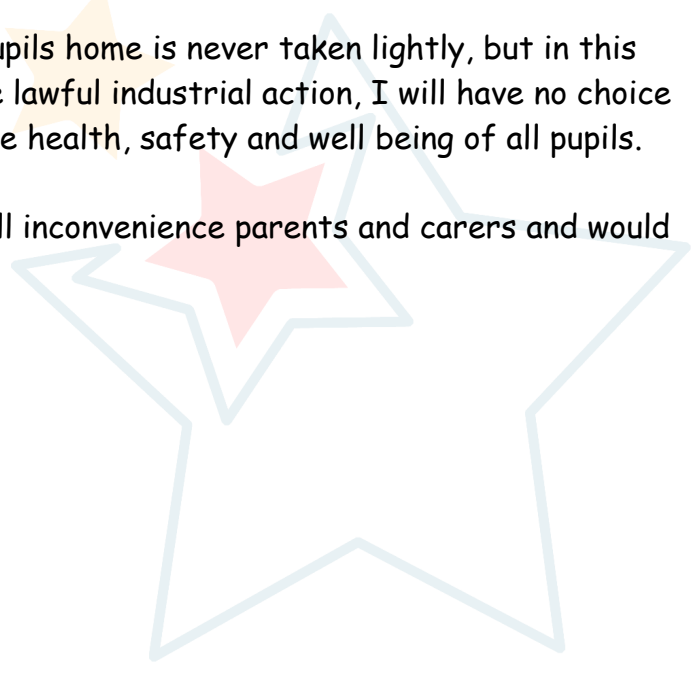 upils home is never taken lightly, but in this
lawful industrial action, I will have no choice
health, safety and well being of all pupils.
inconvenience parents and carers and would